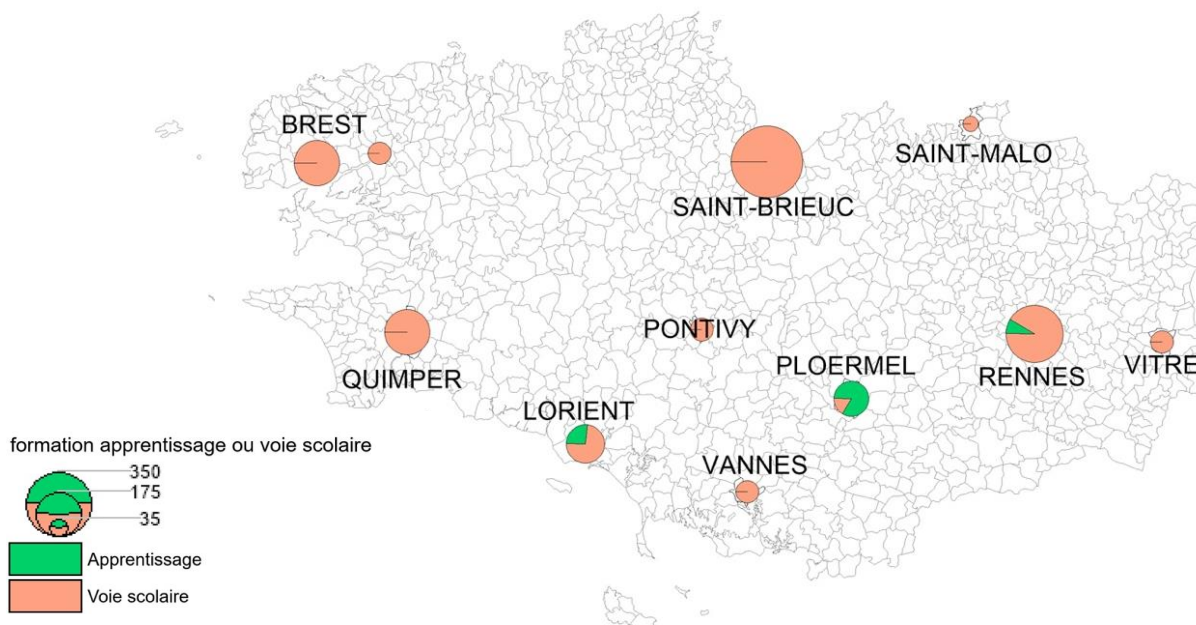 BREST
SAINT-MALO
SAINT-BRIEUC
PONTIVY
QUIMPER
PLOERMEL
RENNES
VITRE
LORIENT
VANNES
formation apprentissage ou voie scolaire
350
175
35
Apprentissage
Voie scolaire